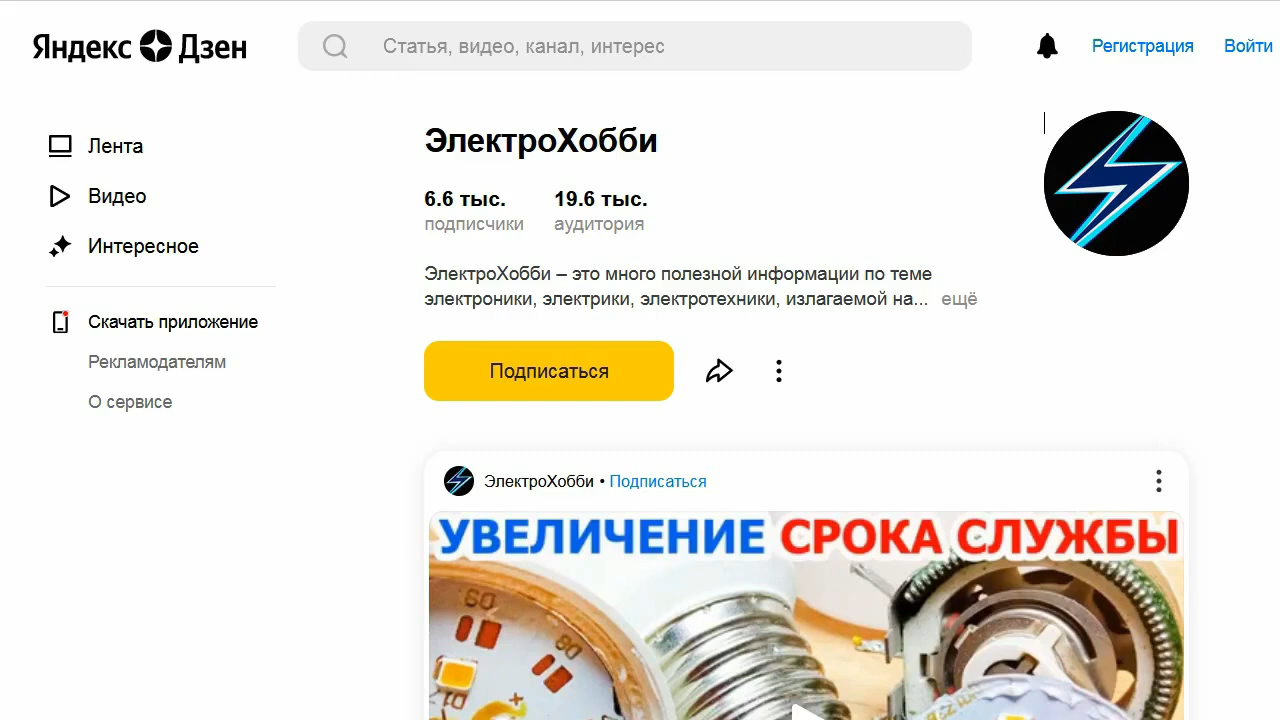 Яндекс Дзен
Статья, видео, канал, интерес
Регистрация
Войти
Лента
Видео
Интересное
Скачать приложение
Рекламодателям
О сервисе
ЭлектроХобби
6.6 тыс. 19.6 тыс.
подписчики аудитория
ЭлектроХобби – это много полезной информации по теме
электроники, электрики, электротехники, излагаемой на... ещё
Подписаться
ЭлектроХобби • Подписаться
УВЕЛИЧЕНИЕ СРОКА СЛУЖБЫ
D9
D8